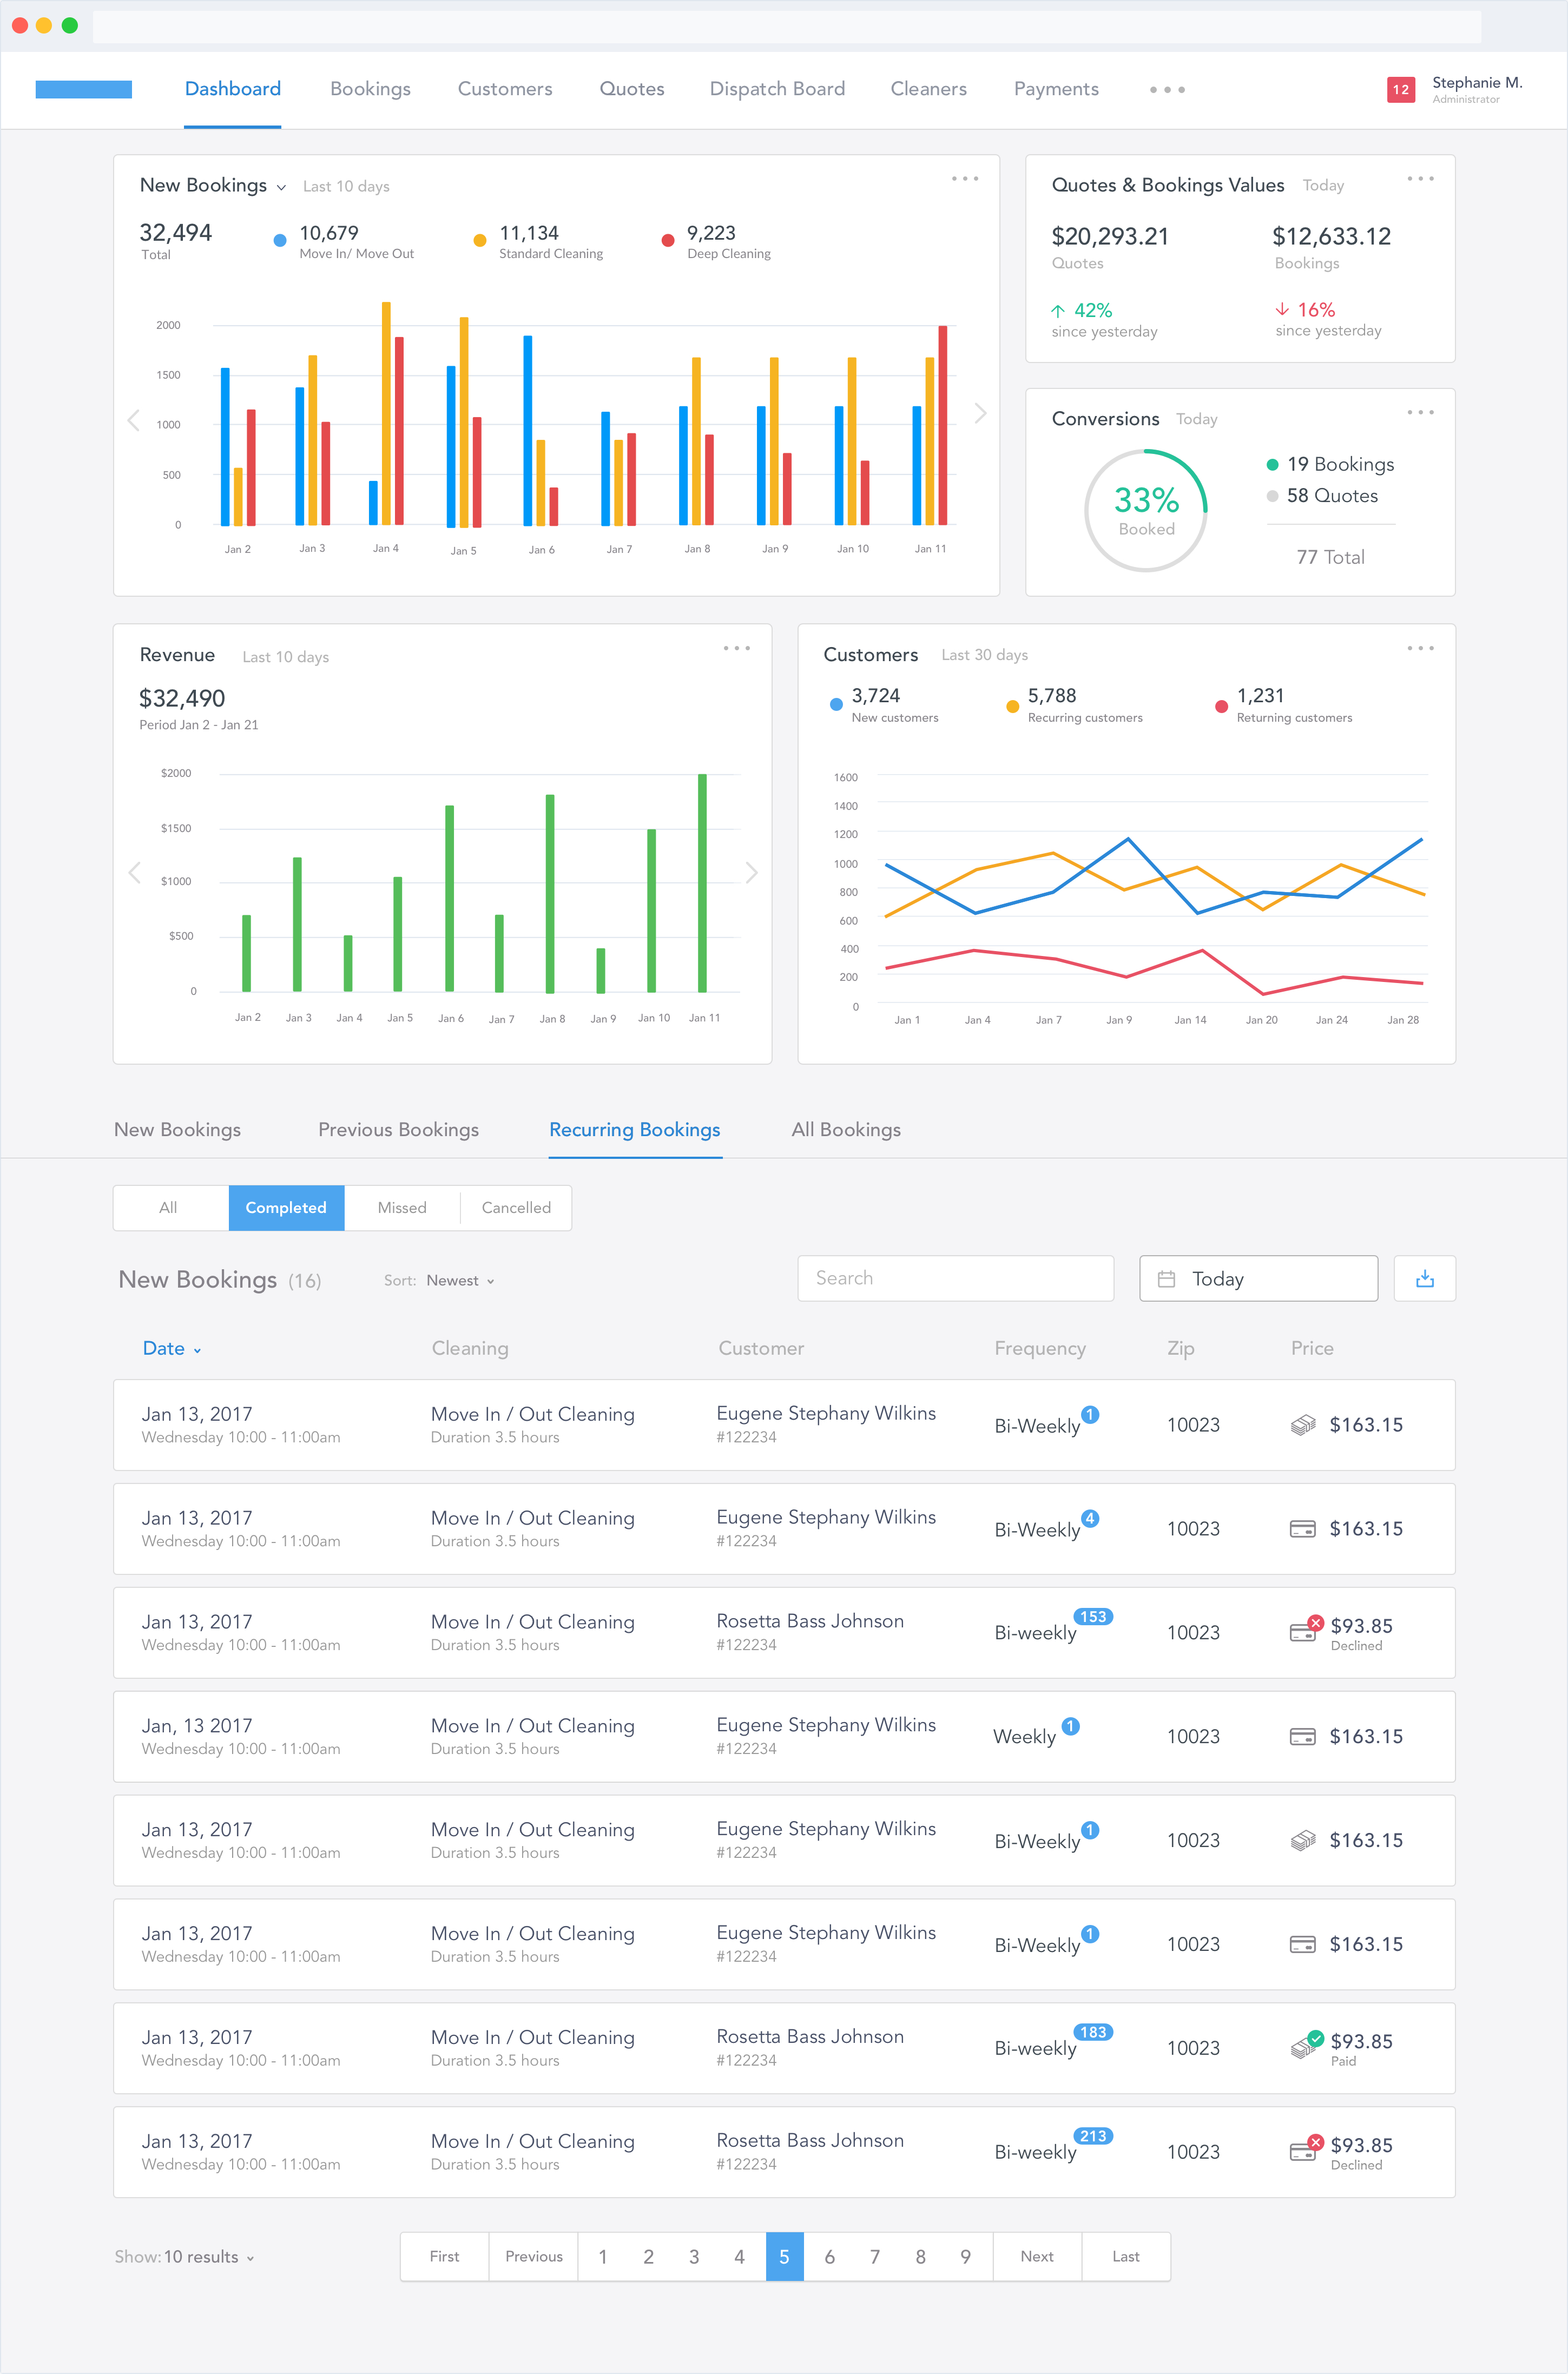 Dashboard Bookings Customers Quotes Dispatch Board Cleaners Payments
12 Stephanie M.
Administrator
New Bookings Last 10 days
32,494 10,679 11,134 9,223
Total Move In/ Move Out Standard Cleaning Deep Cleaning
2000
1500
1000
500
0
Jan 2 Jan 3 Jan 4 Jan 5 Jan 6 Jan 7 Jan 8 Jan 9 Jan 10 Jan 11
Quotes & Bookings Values Today
$20,293.21 $12,633.12
Quotes Bookings
42% 16%
since yesterday since yesterday
Conversions Today
33%
Booked
19 Bookings
58 Quotes
77 Total
Revenue Last 10 days
$32,490
Period Jan 2 - Jan 21
$2000
$1500
$1000
$500
0
Jan 2 Jan 3 Jan 4 Jan 5 Jan 6 Jan 7 Jan 8 Jan 9 Jan 10 Jan 11
Customers Last 30 days
3,724 5,788 1,231
New customers Recurring customers Returning customers
1600
1400
1200
1000
800
600
400
200
0
Jan 1 Jan 4 Jan 7 Jan 9 Jan 14 Jan 20 Jan 24 Jan 28
New Bookings Previous Bookings Recurring Bookings All Bookings
All Completed Missed Cancelled
New Bookings (16) Sort: Newest Search Today
Date Cleaning Customer Frequency Zip Price
Jan 13, 2017 Move In / Out Cleaning Eugene Stephany Wilkins Bi-Weekly 1 10023 $163.15
Wednesday 10:00 - 11:00am Duration 3.5 hours #122234
Jan 13, 2017 Move In / Out Cleaning Eugene Stephany Wilkins Bi-Weekly 4 10023 $163.15
Wednesday 10:00 - 11:00am Duration 3.5 hours #122234
Jan 13, 2017 Move In / Out Cleaning Rosetta Bass Johnson Bi-weekly 153 10023 $93.85
Wednesday 10:00 - 11:00am Duration 3.5 hours #122234 Declined
Jan, 13 2017 Move In / Out Cleaning Eugene Stephany Wilkins Weekly 1 10023 $163.15
Wednesday 10:00 - 11:00am Duration 3.5 hours #122234
Jan 13, 2017 Move In / Out Cleaning Eugene Stephany Wilkins Bi-Weekly 1 10023 $163.15
Wednesday 10:00 - 11:00am Duration 3.5 hours #122234
Jan 13, 2017 Move In / Out Cleaning Eugene Stephany Wilkins Bi-Weekly 1 10023 $163.15
Wednesday 10:00 - 11:00am Duration 3.5 hours #122234
Jan 13, 2017 Move In / Out Cleaning Rosetta Bass Johnson Bi-weekly 183 10023 $93.85
Wednesday 10:00 - 11:00am Duration 3.5 hours #122234 Paid
Jan 13, 2017 Move In / Out Cleaning Rosetta Bass Johnson Bi-weekly 213 10023 $93.85
Wednesday 10:00 - 11:00am Duration 3.5 hours #122234 Declined
Show: 10 results First Previous 1 2 3 4 5 6 7 8 9 Next Last